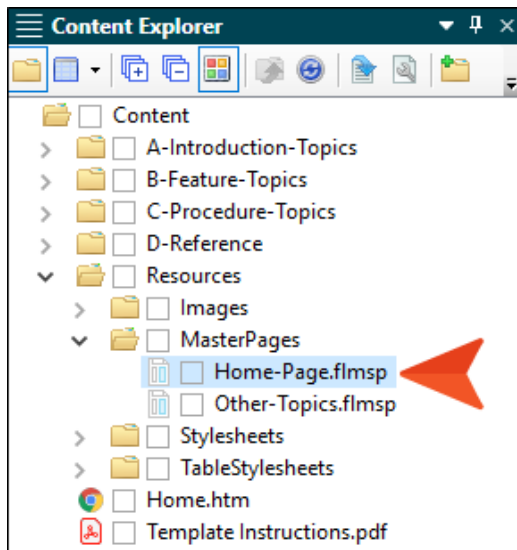 Content Explorer
Content
A-Introduction-Topics
B-Feature-Topics
C-Procedure-Topics
D-Reference
Resources
Images
MasterPages
Home-Page.flmsp
Other-Topics.flmsp
Stylesheets
TableStylesheets
Home.htm
Template Instructions.pdf